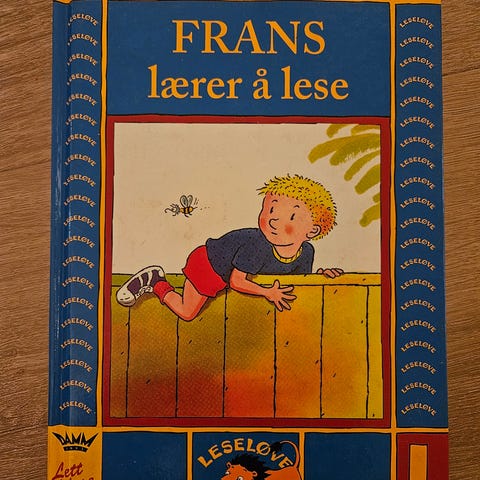 FRANS
lærer å lese
LESELØVE
DAMM
Lett
LESELØVE